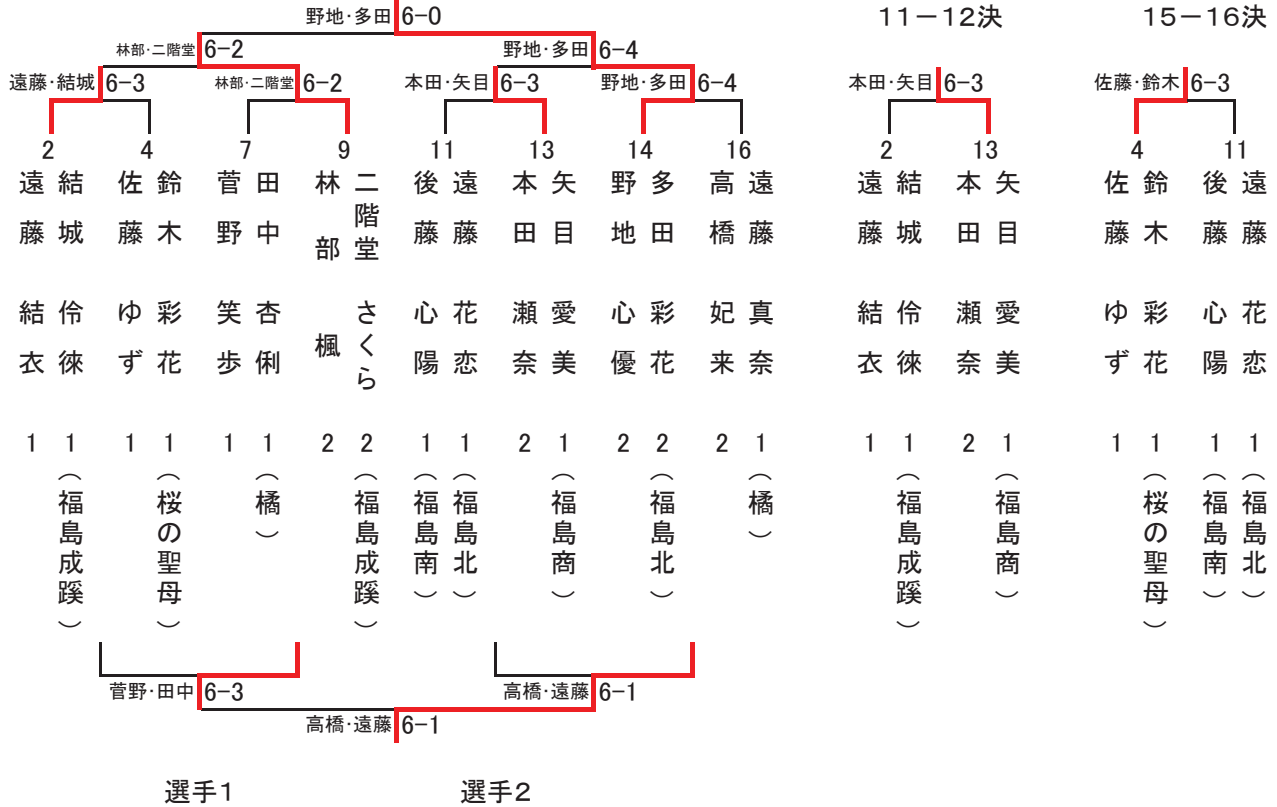 野地・多田 6-0 11－12決 15－16決
林部・二階堂 6-2 野地・多田 6-4
遠藤・結城 6-3 林部・二階堂 6-2 本田・矢目 6-3 野地・多田 6-4 本田・矢目 6-3 佐藤・鈴木 6-3
2 4 7 9 11 13 14 16 2 13 4 11
遠藤 結衣 1
結城 伶徠 1 （福島成蹊）
佐藤 ゆず 1
鈴木 彩花 1 （桜の聖母）
菅野 笑歩 1
田中 杏俐 1 （橘）
林部 楓 2
二階堂 さくら 2 （福島成蹊）
後藤 心陽 1 （福島南）
遠藤 花恋 1 （福島北）
本田 瀬奈 2
矢目 愛美 1 （福島商）
野地 心優 2
多田 彩花 2 （福島北）
高橋 妃来 2
遠藤 真奈 1 （橘）
遠藤 結衣 1
結城 伶徠 1 （福島成蹊）
本田 瀬奈 2
矢目 愛美 1 （福島商）
佐藤 ゆず 1
鈴木 彩花 1 （桜の聖母）
後藤 心陽 1 （福島南）
遠藤 花恋 1 （福島北）
菅野・田中 6-3 高橋・遠藤 6-1
高橋・遠藤 6-1
選手1 選手2